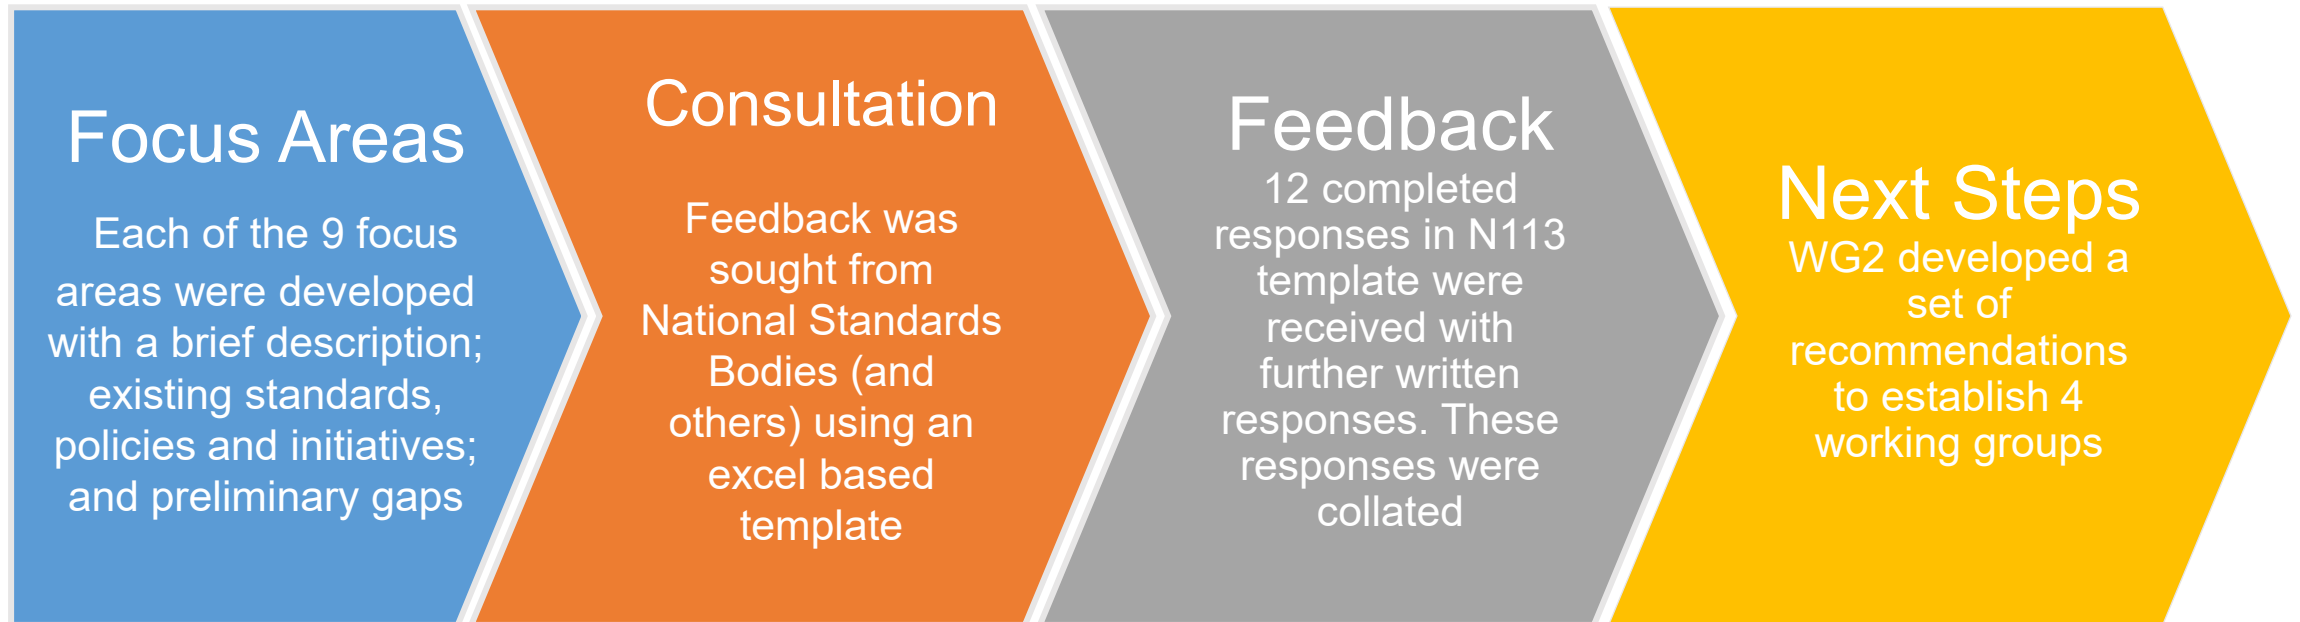 Focus Areas
Each of the 9 focus
areas were developed
with a brief description;
existing standards,
policies and initiatives;
and preliminary gaps
Consultation
Feedback was
sought from
National Standards
Bodies (and
others) using an
excel based
template
Feedback
12 completed
responses in N113
template were
received with
further written
responses. These
responses were
collated
Next Steps
WG2 developed a
set of
recommendations
to establish 4
working groups